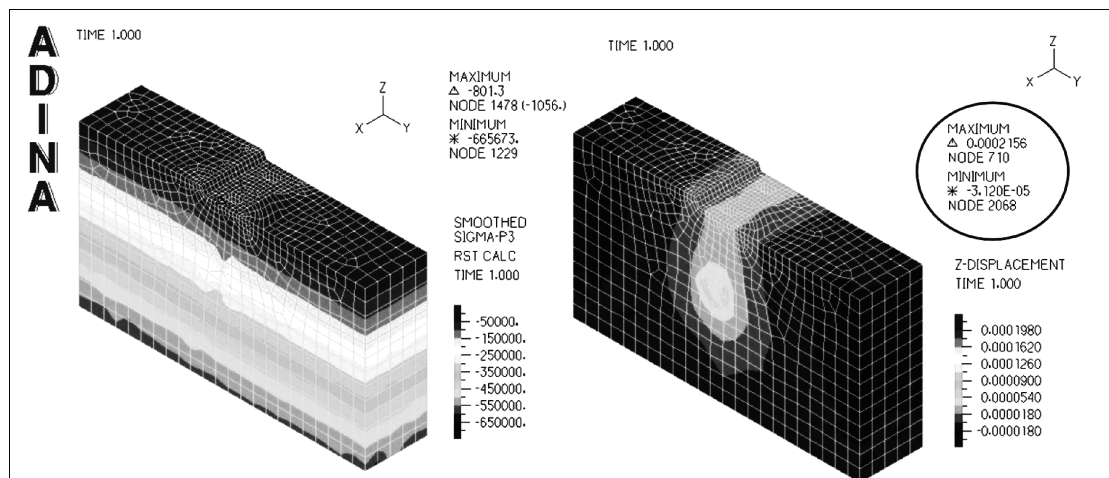 ADINA
TIME 1.000
Z
X Y
MAXIMUM
△ -801.3
NODE 1478 (-1056.)
MINIMUM
* -665673.
NODE 1229
SMOOTHED
SIGMA-P3
RST CALC
TIME 1.000
-50000.
-150000.
-250000.
-350000.
-450000.
-550000.
-650000.
TIME 1.000
Z
X Y
MAXIMUM
△ 0.0002156
NODE 710
MINIMUM
* -3.120E-05
NODE 2068
Z-DISPLACEMENT
TIME 1.000
0.0001980
0.0001620
0.0001260
0.0000900
0.0000540
0.0000180
-0.0000180